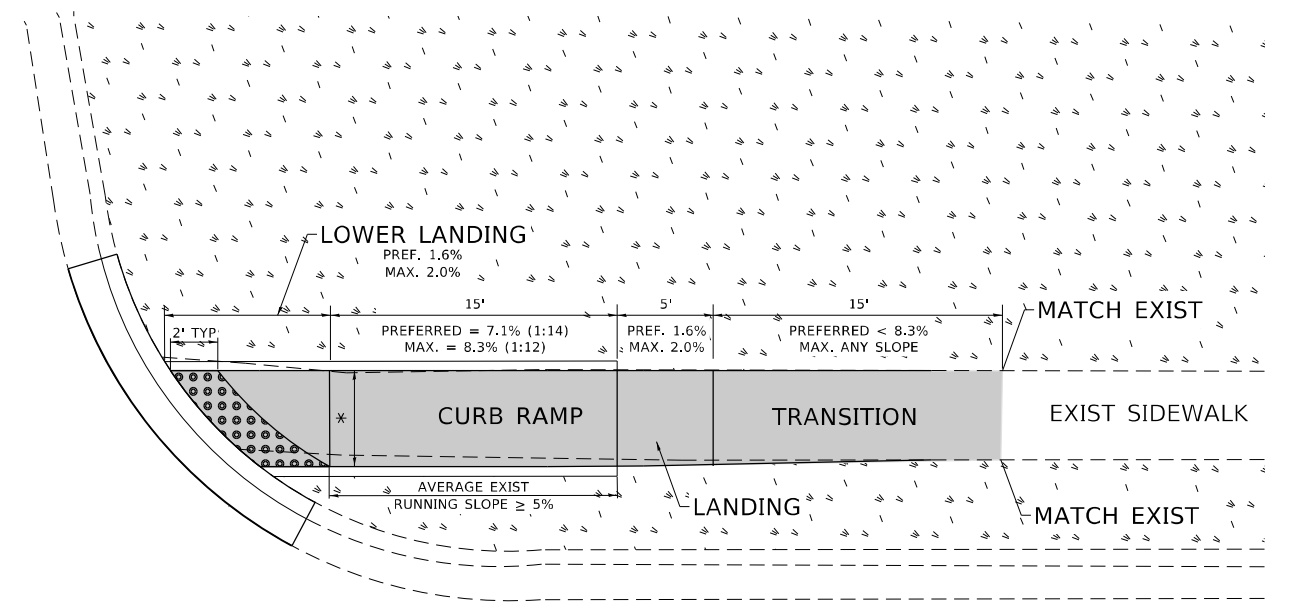 LOWER LANDING
PREF. 1.6%
MAX. 2.0%
15'
5'
15'
MATCH EXIST
2' TYP
PREFERRED = 7.1% (1:14)
MAX. = 8.3% (1:12)
PREF. 1.6%
MAX. 2.0%
PREFERRED < 8.3%
MAX. ANY SLOPE
*
CURB RAMP
TRANSITION
EXIST SIDEWALK
AVERAGE EXIST
RUNNING SLOPE ≥ 5%
LANDING
MATCH EXIST